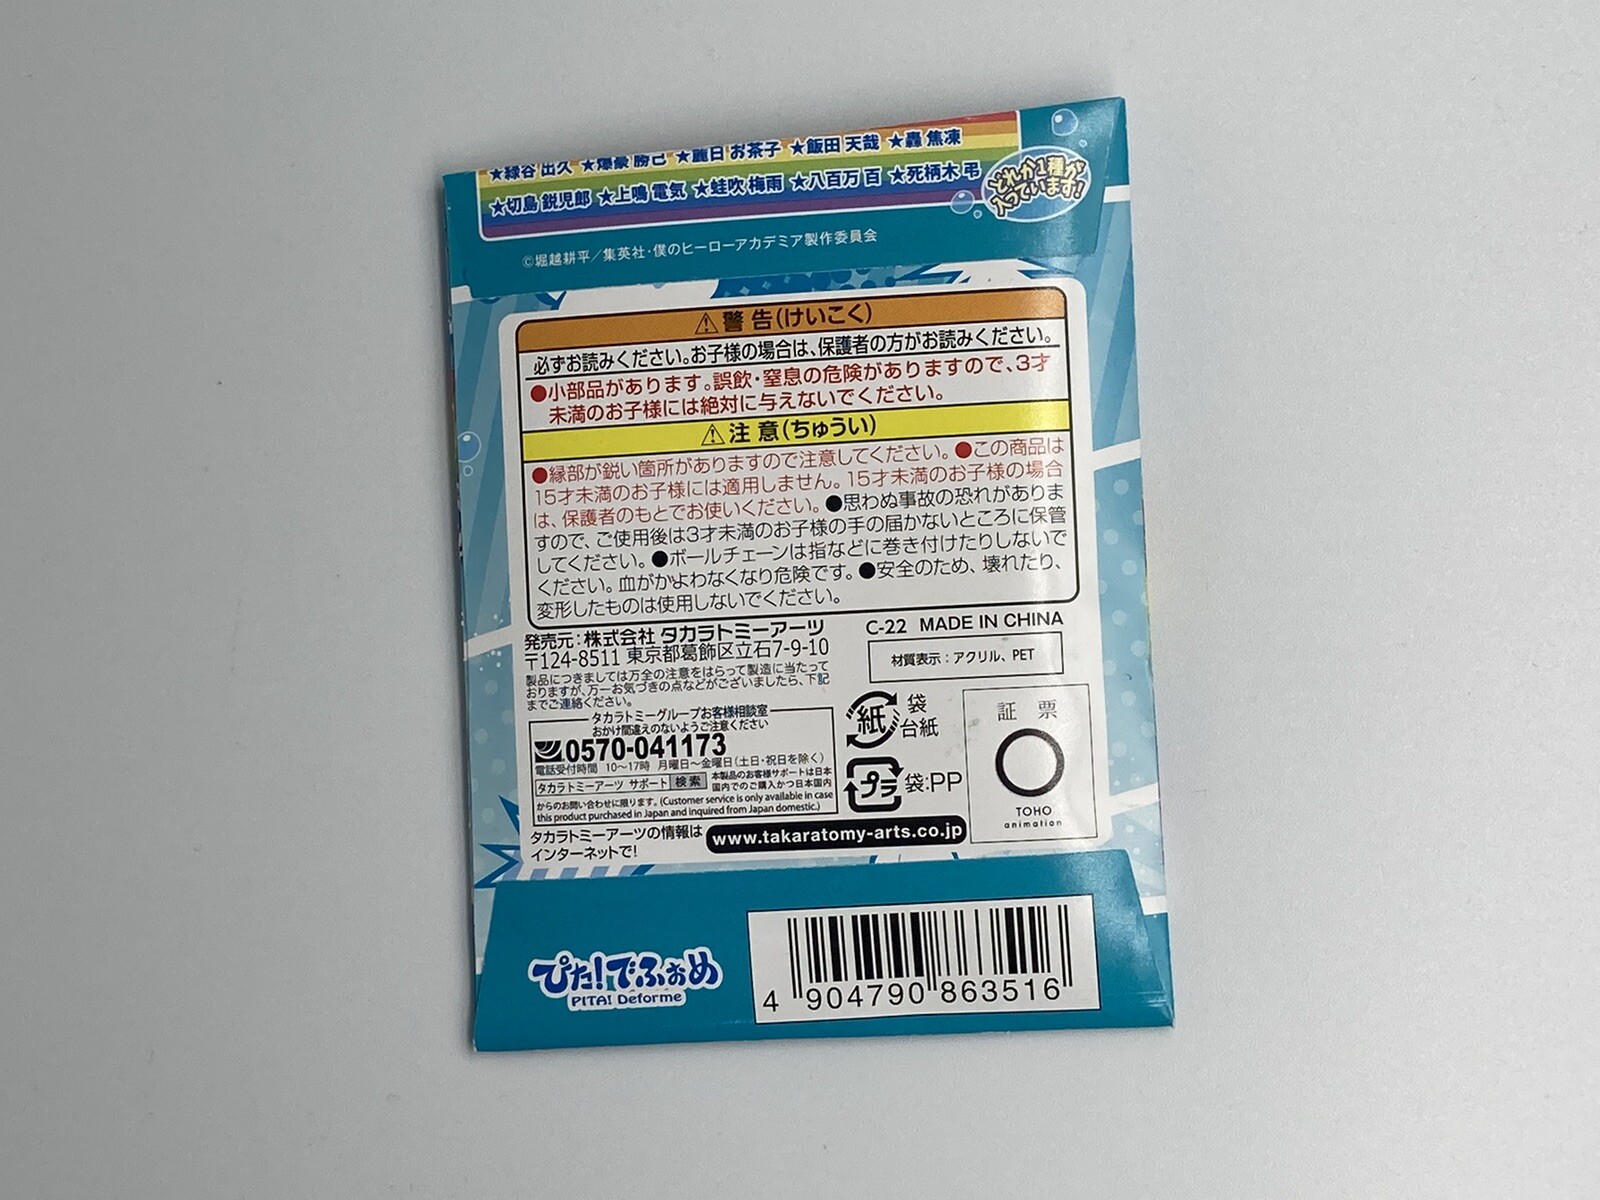 ★緑谷 出久 ★爆豪 勝己 ★麗日 お茶子 ★飯田 天哉 ★轟 焦凍
★切島 鋭児郎 ★上鳴 電気 ★蛙吹 梅雨 ★八百万 百 ★死柄木 弔
どれか1種が
入っています!
©堀越耕平/集英社・僕のヒーローアカデミア製作委員会
⚠警告(けいこく)
必ずお読みください。お子様の場合は、保護者の方がお読みください。
●小部品があります。誤飲・窒息の危険がありますので、3才
未満のお子様には絶対に与えないでください。
⚠注意(ちゅうい)
●縁部が鋭い箇所がありますので注意してください。●この商品は
15才未満のお子様には適用しません。15才未満のお子様の場合
は、保護者のもとでお使いください。●思わぬ事故の恐れがありま
すので、ご使用後は3才未満のお子様の手の届かないところに保管
してください。●ボールチェーンは指などに巻き付けたりしないで
ください。血がかよわなくなり危険です。●安全のため、壊れたり、
変形したものは使用しないでください。
発売元:株式会社 タカラトミーアーツ
〒124-8511 東京都葛飾区立石7-9-10
製品につきましては万全の注意をはらって製造に当たって
おりますが、万一お気づきの点などがございましたら、下記
までご連絡ください。
タカラトミーグループお客様相談室
おかけ間違えのないようご注意ください
0570-041173
電話受付時間 10～17時 月曜日～金曜日(土日・祝日を除く)
タカラトミーアーツ サポート 検索 本製品のお客様サポートは日本
国内でのご購入かつ日本国内
からのお問い合わせに限ります。(Customer service is only available in case
this product purchased in Japan and inquired from Japan domestic.)
タカラトミーアーツの情報は
インターネットで!
www.takaratomy-arts.co.jp
C-22 MADE IN CHINA
材質表示:アクリル、PET
紙 袋
台紙
プラ 袋:PP
証 票
TOHO
animation
ぴた!でふぉめ
PITA! Deforme
4 904790 863516